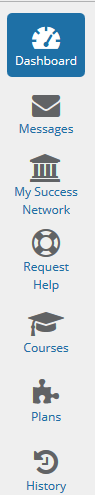 Dashboard
Messages
My Success
Network
Request
Help
Courses
Plans
History